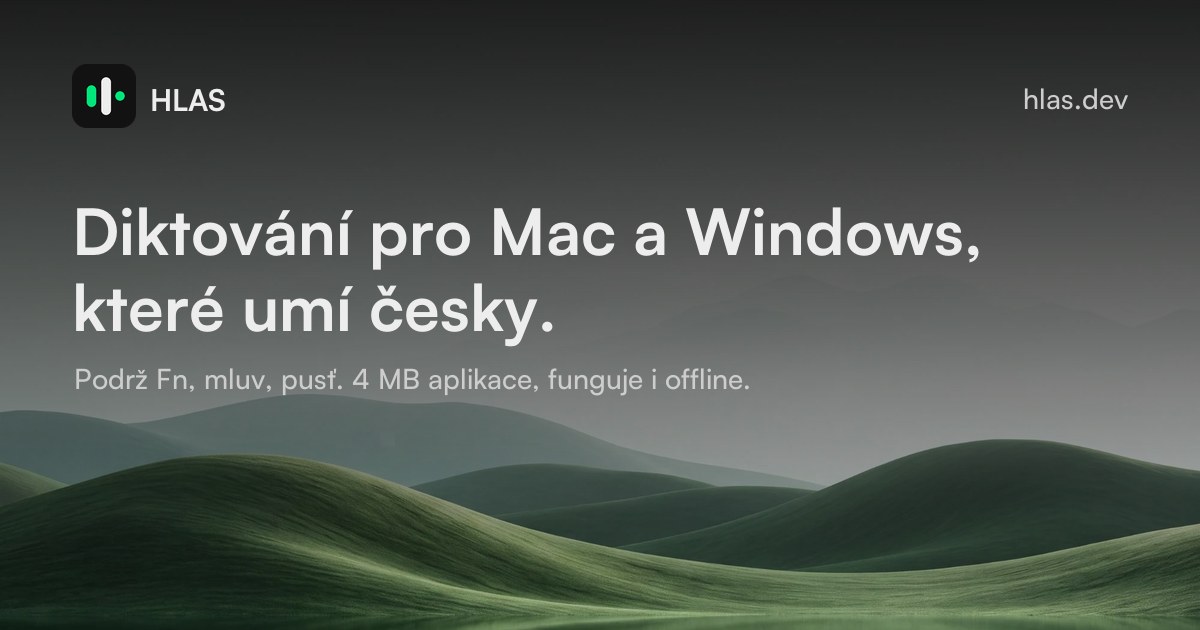 HLAS
hlas.dev
Diktování pro Mac a Windows,
které umí česky.
Podrž Fn, mluv, pusť. 4 MB aplikace, funguje i offline.